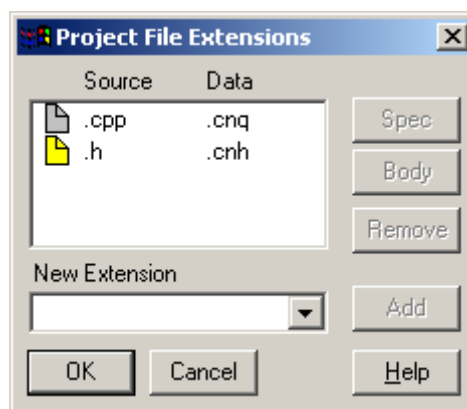 Project File Extensions
Source Data
.cpp .cnq
.h .cnh
Spec
Body
Remove
New Extension
Add
OK Cancel Help